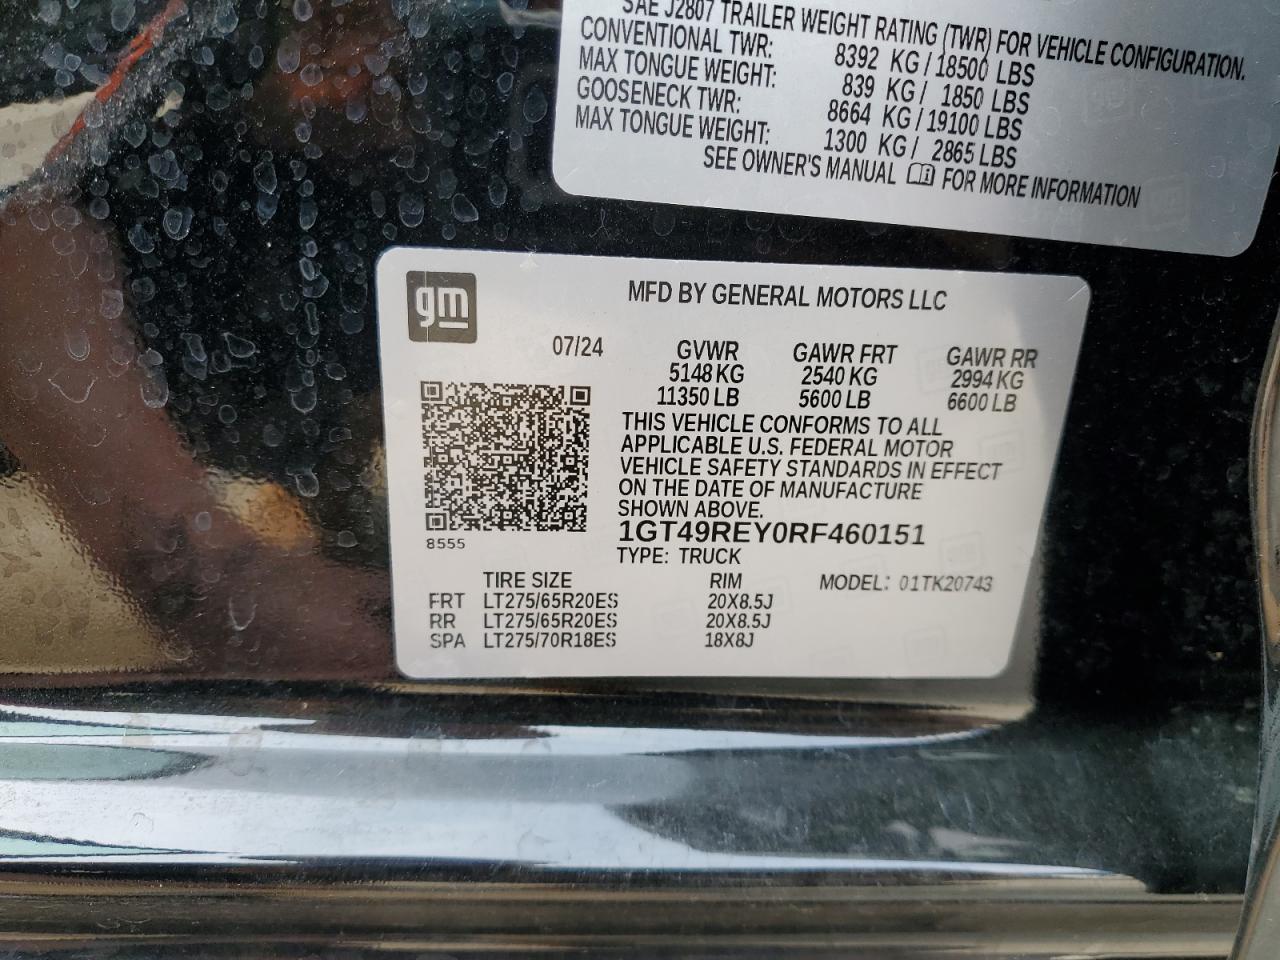 SAE J2807 TRAILER WEIGHT RATING (TWR) FOR VEHICLE CONFIGURATION.
CONVENTIONAL TWR: 8392 KG / 18500 LBS
MAX TONGUE WEIGHT: 839 KG / 1850 LBS
GOOSENECK TWR: 8664 KG / 19100 LBS
MAX TONGUE WEIGHT: 1300 KG / 2865 LBS
SEE OWNER'S MANUAL FOR MORE INFORMATION
gm
MFD BY GENERAL MOTORS LLC
07/24
GVWR GAWR FRT GAWR RR
5148 KG 2540 KG 2994 KG
11350 LB 5600 LB 6600 LB
THIS VEHICLE CONFORMS TO ALL
APPLICABLE U.S. FEDERAL MOTOR
VEHICLE SAFETY STANDARDS IN EFFECT
ON THE DATE OF MANUFACTURE
SHOWN ABOVE.
1GT49REY0RF460151
8555
TYPE: TRUCK
TIRE SIZE RIM MODEL: 01TK20743
FRT LT275/65R20ES 20X8.5J
RR LT275/65R20ES 20X8.5J
SPA LT275/70R18ES 18X8J